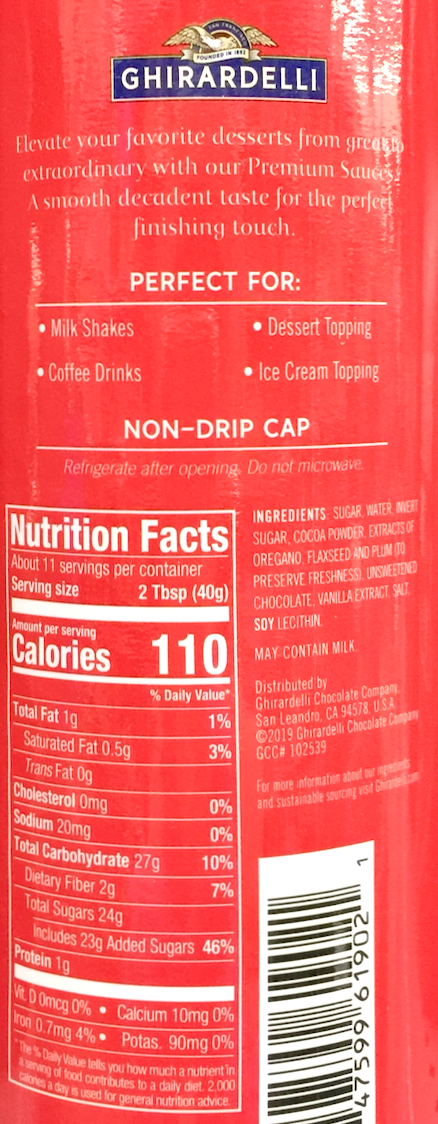 SAN FRANCISCO
FOUNDED IN 1852
GHIRARDELLI
Elevate your favorite desserts from great to
extraordinary with our Premium Sauces.
A smooth decadent taste for the perfect
finishing touch.
PERFECT FOR:
• Milk Shakes
• Dessert Topping
• Coffee Drinks
• Ice Cream Topping
NON-DRIP CAP
Refrigerate after opening. Do not microwave.
Nutrition Facts
About 11 servings per container
Serving size 2 Tbsp (40g)
Amount per serving
Calories 110
% Daily Value*
Total Fat 1g 1%
Saturated Fat 0.5g 3%
Trans Fat 0g
Cholesterol 0mg 0%
Sodium 20mg 0%
Total Carbohydrate 27g 10%
Dietary Fiber 2g 7%
Total Sugars 24g
Includes 23g Added Sugars 46%
Protein 1g
Vit. D 0mcg 0% • Calcium 10mg 0%
Iron 0.7mg 4% • Potas. 90mg 0%
*The % Daily Value tells you how much a nutrient in
a serving of food contributes to a daily diet. 2,000
calories a day is used for general nutrition advice.
INGREDIENTS: SUGAR, WATER, INVERT
SUGAR, COCOA POWDER, EXTRACTS OF
OREGANO, FLAXSEED AND PLUM (TO
PRESERVE FRESHNESS), UNSWEETENED
CHOCOLATE, VANILLA EXTRACT, SALT,
SOY LECITHIN.
MAY CONTAIN MILK.
Distributed by
Ghirardelli Chocolate Company,
San Leandro, CA 94578, U.S.A.
©2019 Ghirardelli Chocolate Company
GCC# 102539
For more information about our ingredients
and sustainable sourcing visit Ghirardelli.com
47599 61902 1